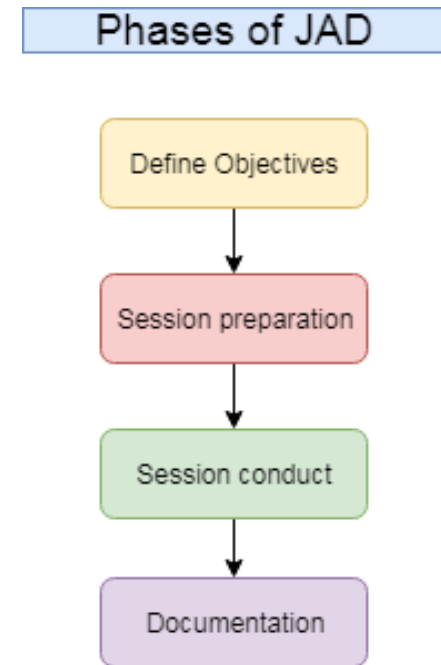 Phases of JAD
Define Objectives
Session preparation
Session conduct
Documentation